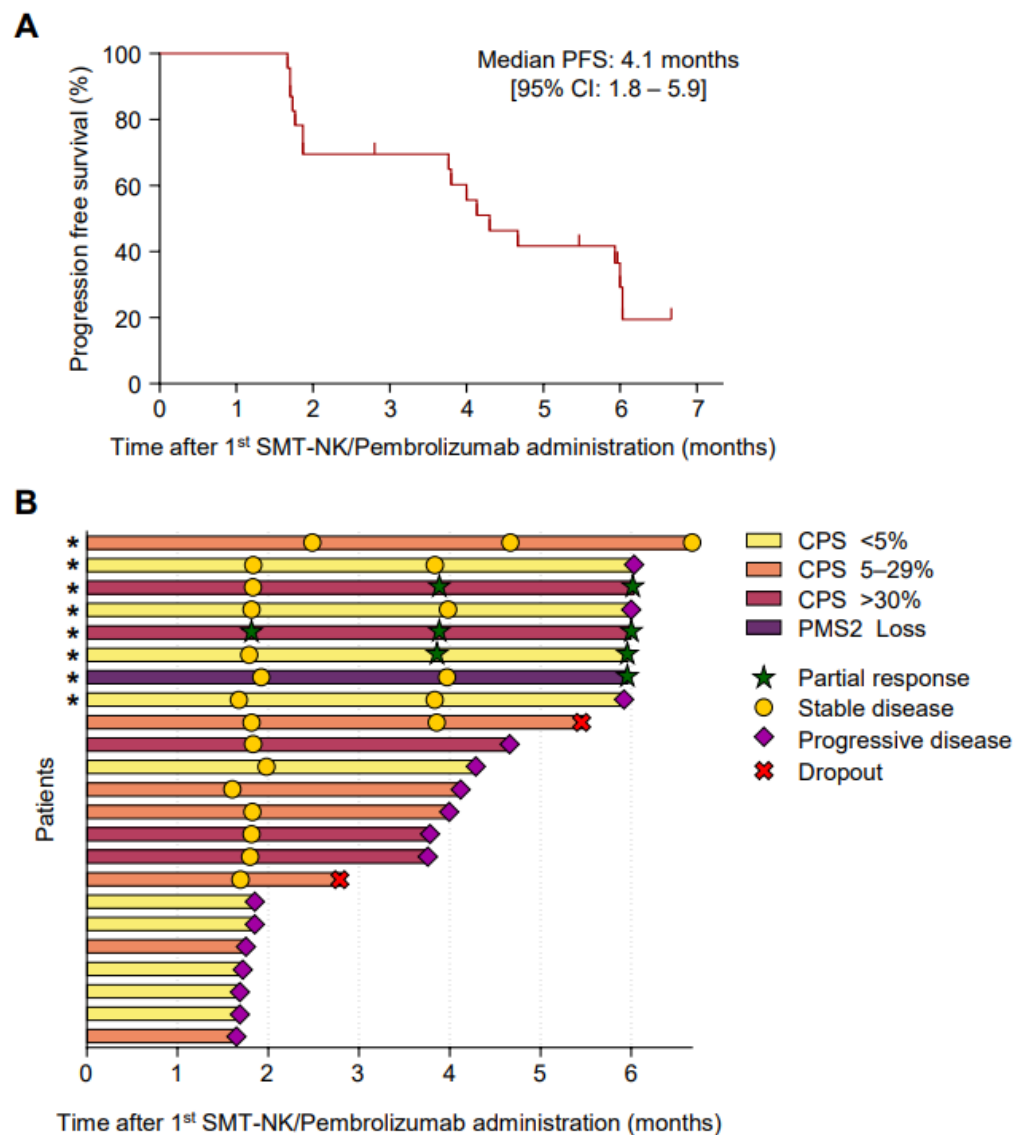 A
Median PFS: 4.1 months
[95% CI: 1.8 – 5.9]
Progression free survival (%)
100
80
60
40
20
0
0 1 2 3 4 5 6 7
Time after 1st SMT-NK/Pembrolizumab administration (months)
B
* CPS <5%
* CPS 5–29%
* CPS >30%
* PMS2 Loss
*
*
*
*
Partial response
Stable disease
Progressive disease
Dropout
Patients
0 1 2 3 4 5 6
Time after 1st SMT-NK/Pembrolizumab administration (months)